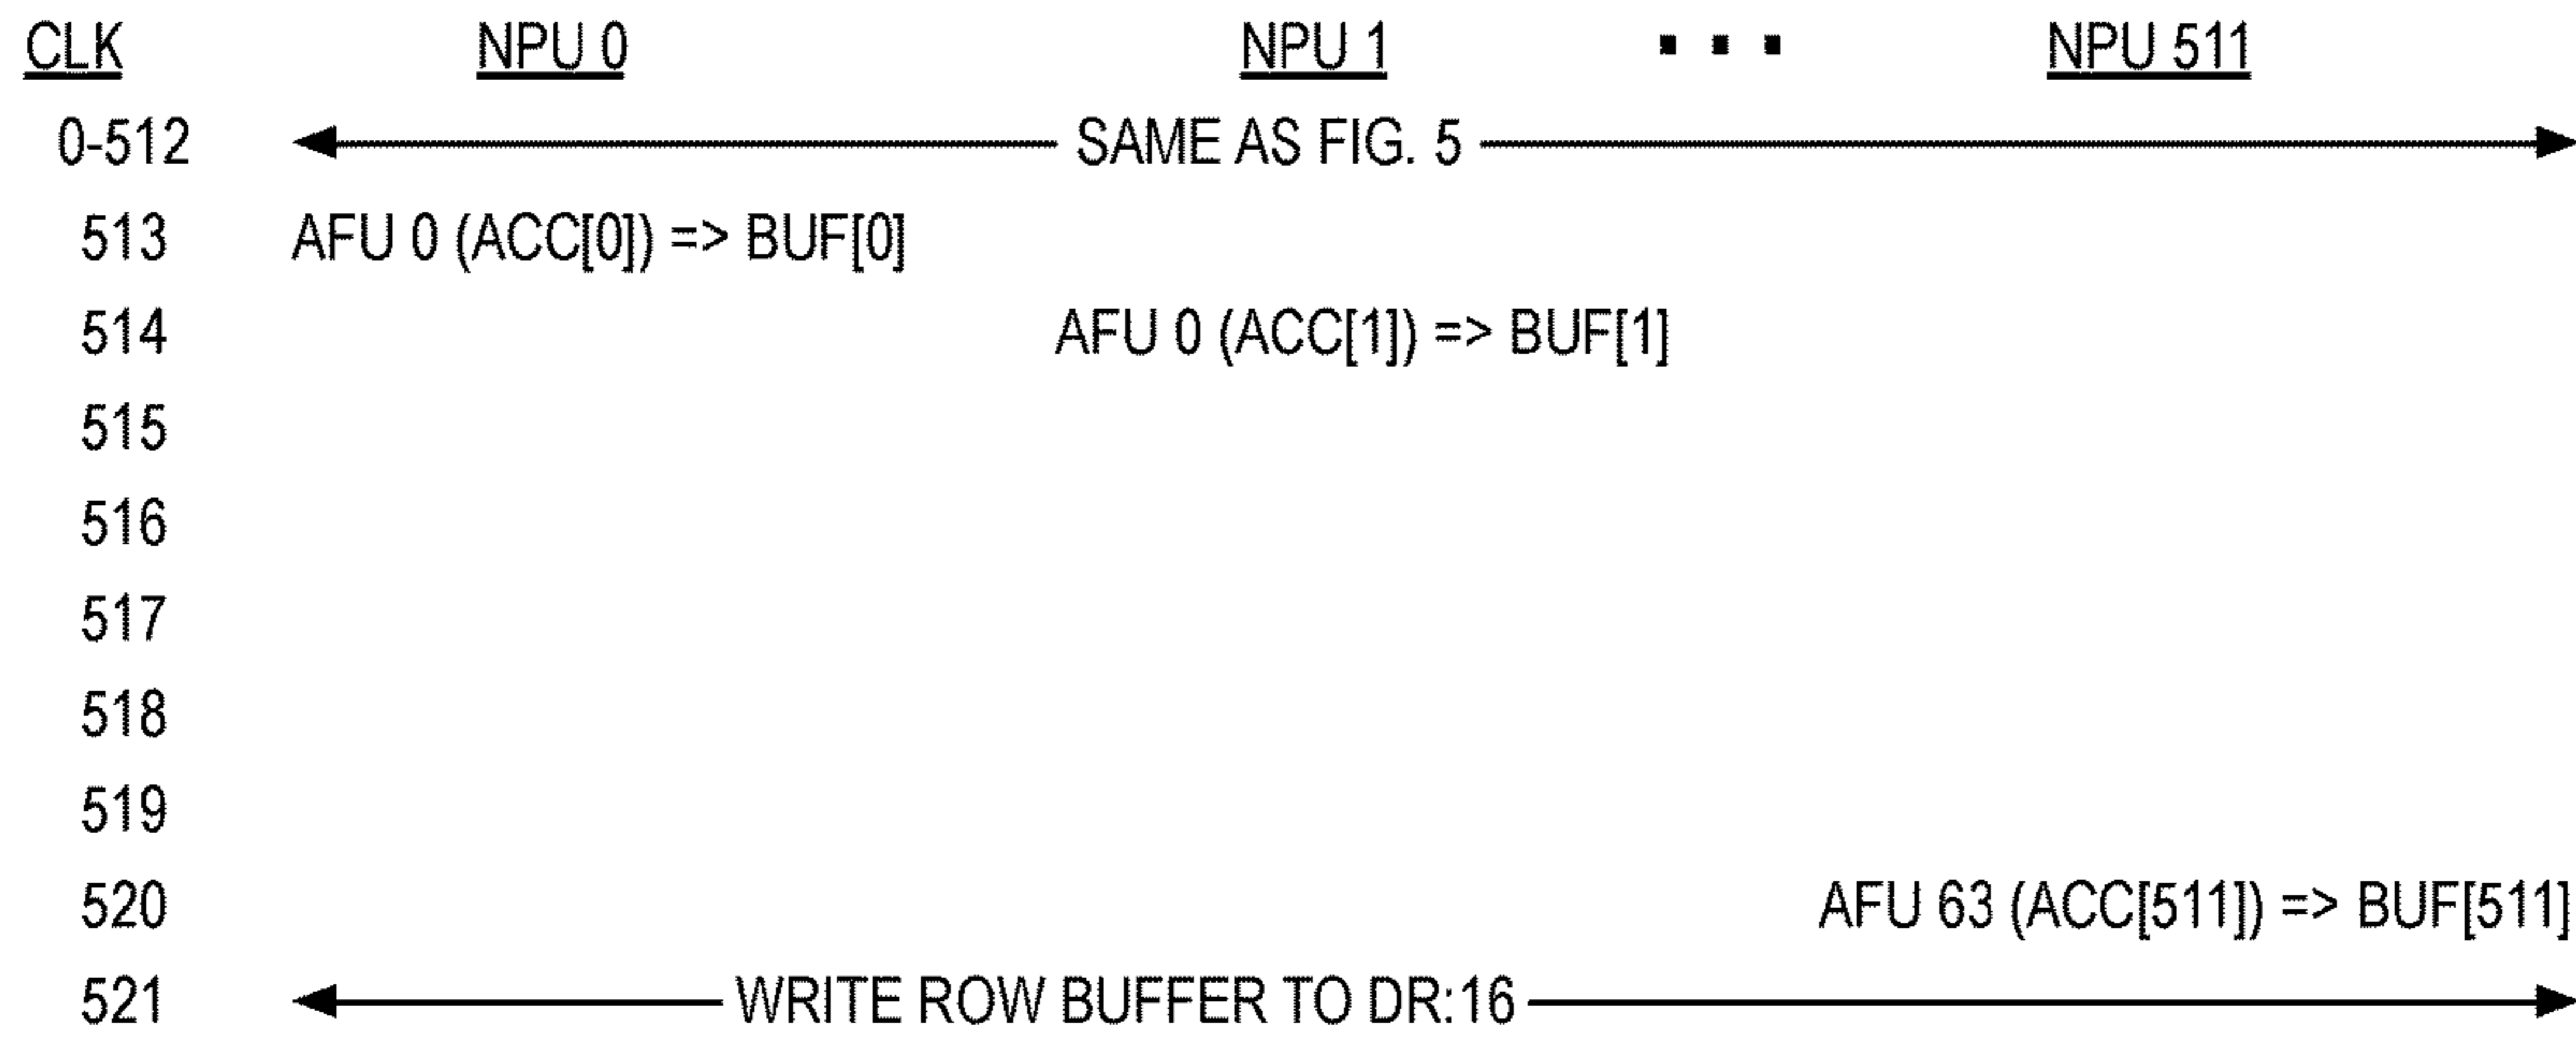 CLK NPU 0 NPU 1 ... NPU 511
0-512 SAME AS FIG. 5
513 AFU 0 (ACC[0]) => BUF[0]
514 AFU 0 (ACC[1]) => BUF[1]
515
516
517
518
519
520 AFU 63 (ACC[511]) => BUF[511]
521 WRITE ROW BUFFER TO DR:16